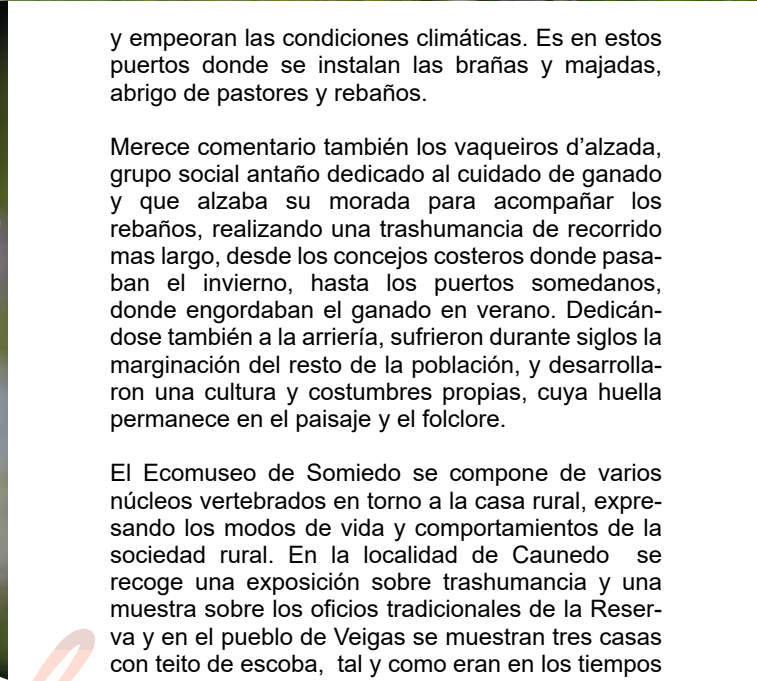 y empeoran las condiciones climáticas. Es en estos
puertos donde se instalan las brañas y majadas,
abrigo de pastores y rebaños.
Merece comentario también los vaqueiros d’alzada,
grupo social antaño dedicado al cuidado de ganado
y que alzaba su morada para acompañar los
rebaños, realizando una trashumancia de recorrido
mas largo, desde los concejos costeros donde pasa-
ban el invierno, hasta los puertos somedanos,
donde engordaban el ganado en verano. Dedicán-
dose también a la arriería, sufrieron durante siglos la
marginación del resto de la población, y desarrolla-
ron una cultura y costumbres propias, cuya huella
permanece en el paisaje y el folclore.
El Ecomuseo de Somiedo se compone de varios
núcleos vertebrados en torno a la casa rural, expre-
sando los modos de vida y comportamientos de la
sociedad rural. En la localidad de Caunedo se
recoge una exposición sobre trashumancia y una
muestra sobre los oficios tradicionales de la Reser-
va y en el pueblo de Veigas se muestran tres casas
con teito de escoba, tal y como eran en los tiempos